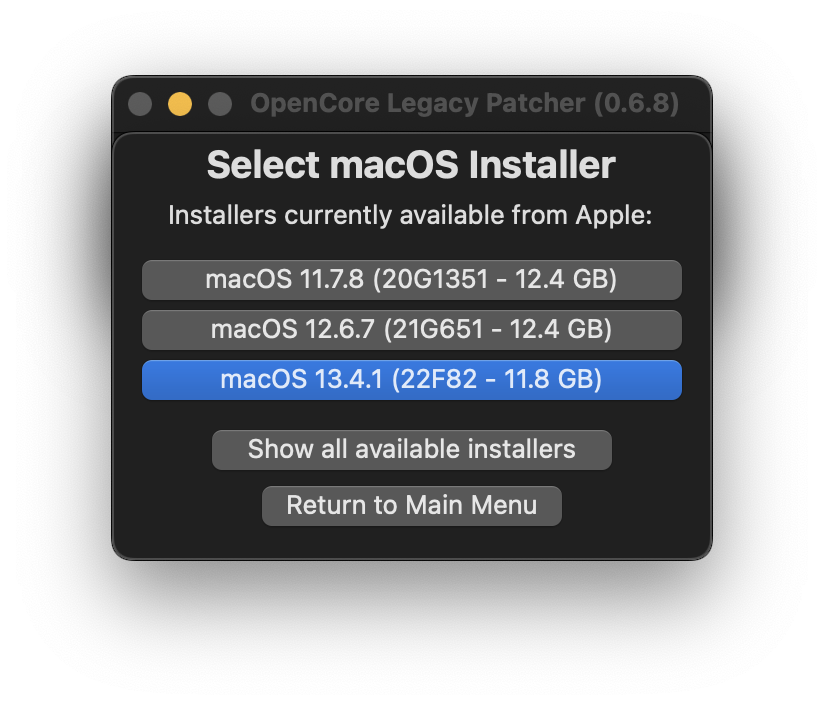 OpenCore Legacy Patcher (0.6.8)
Select macOS Installer
Installers currently available from Apple:
macOS 11.7.8 (20G1351 - 12.4 GB)
macOS 12.6.7 (21G651 - 12.4 GB)
macOS 13.4.1 (22F82 - 11.8 GB)
Show all available installers
Return to Main Menu